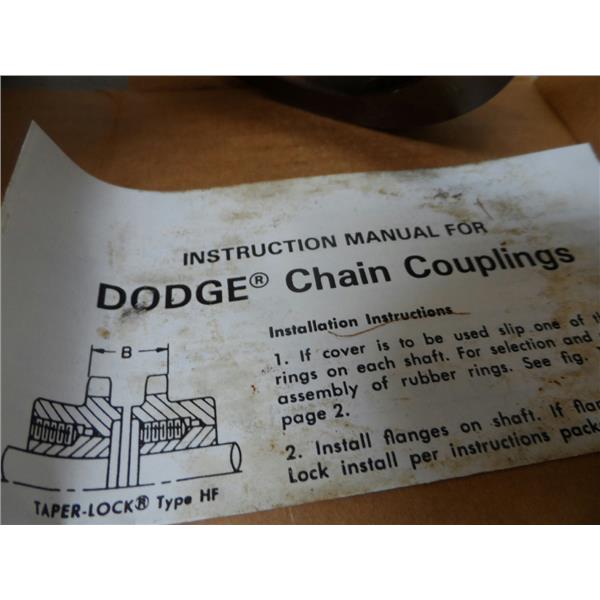 INSTRUCTION MANUAL FOR
DODGE® Chain Couplings
Installation Instructions
1. If cover is to be used slip one of
rings on each shaft. For selection and
assembly of rubber rings. See fig.
page 2.
2. Install flanges on shaft. If
Lock install per instructions
B
TAPER-LOCK® Type HF